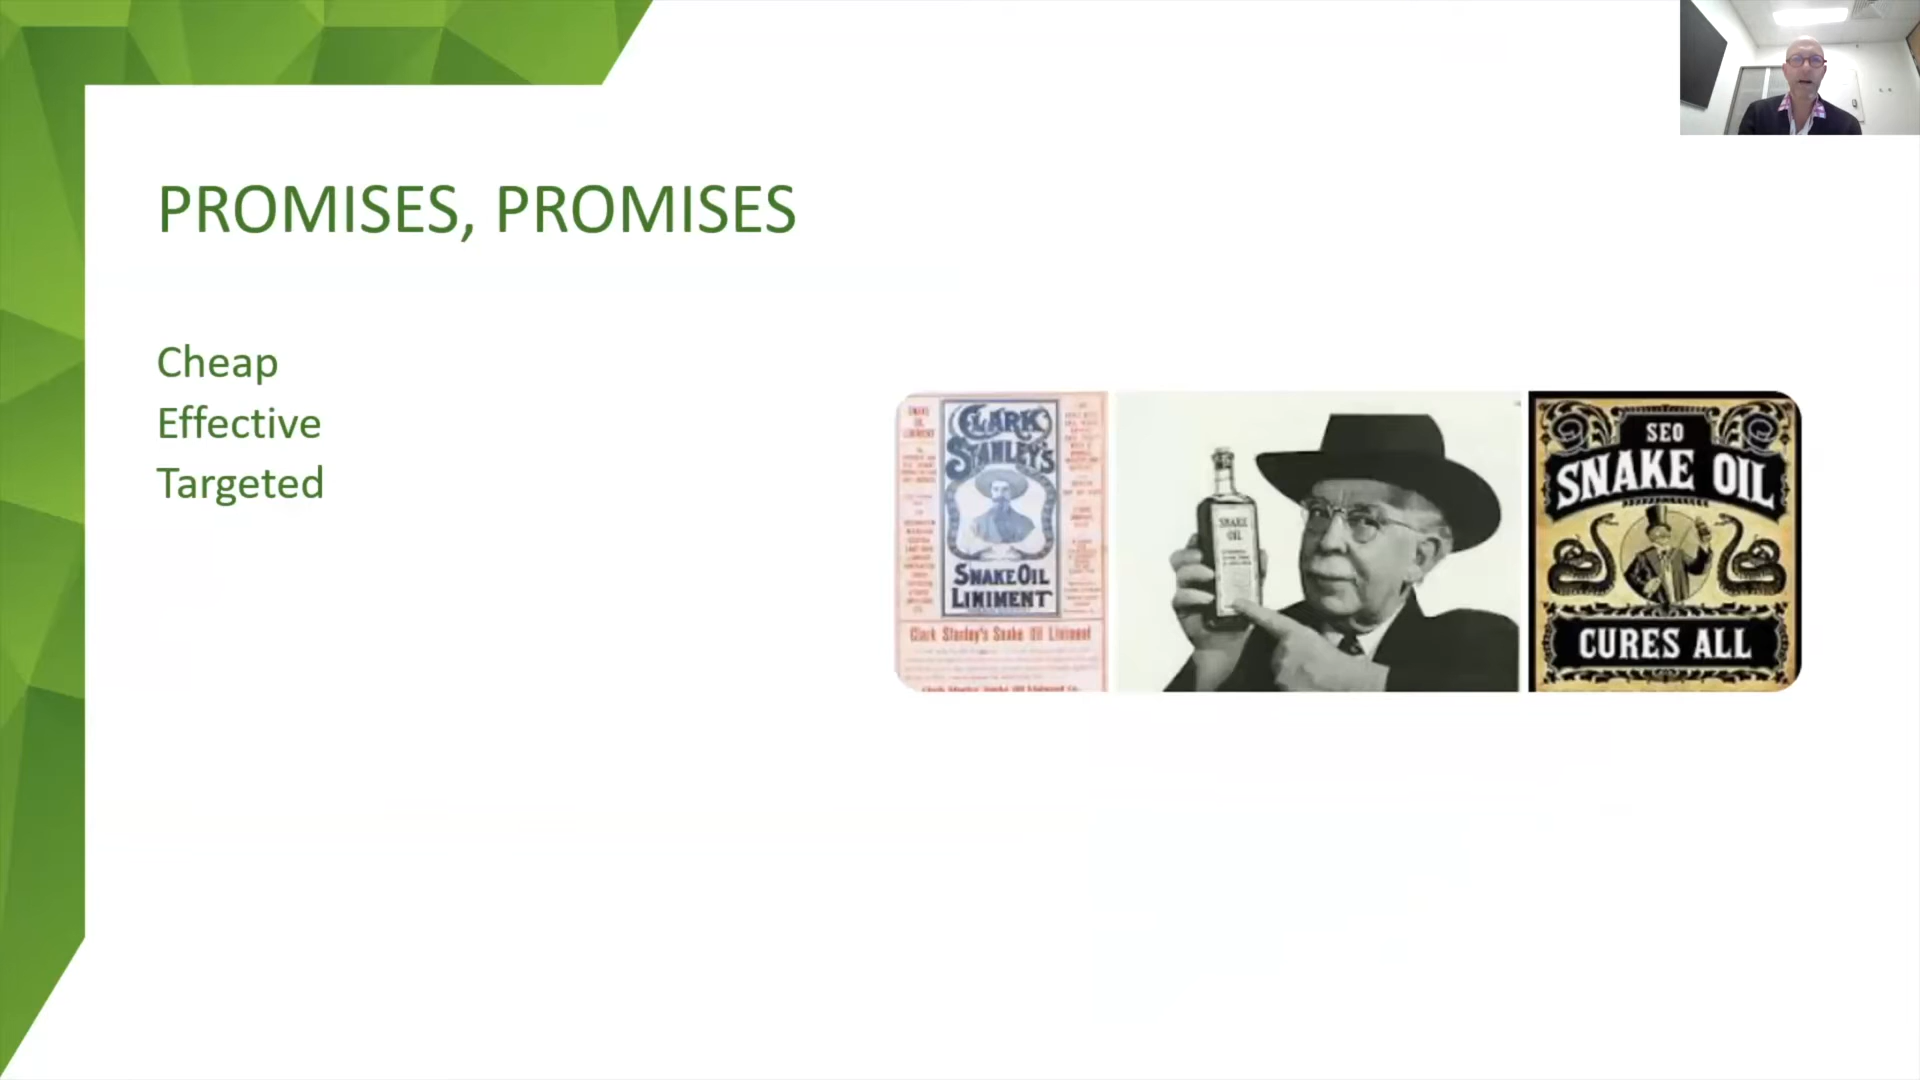 PROMISES, PROMISES
Cheap
Effective
Targeted
CLARK
STANLEY'S
SNAKE OIL
LINIMENT
Clark Stanley's Snake Oil Liniment
SNAKE
OIL
SEO
SNAKE OIL
CURES ALL